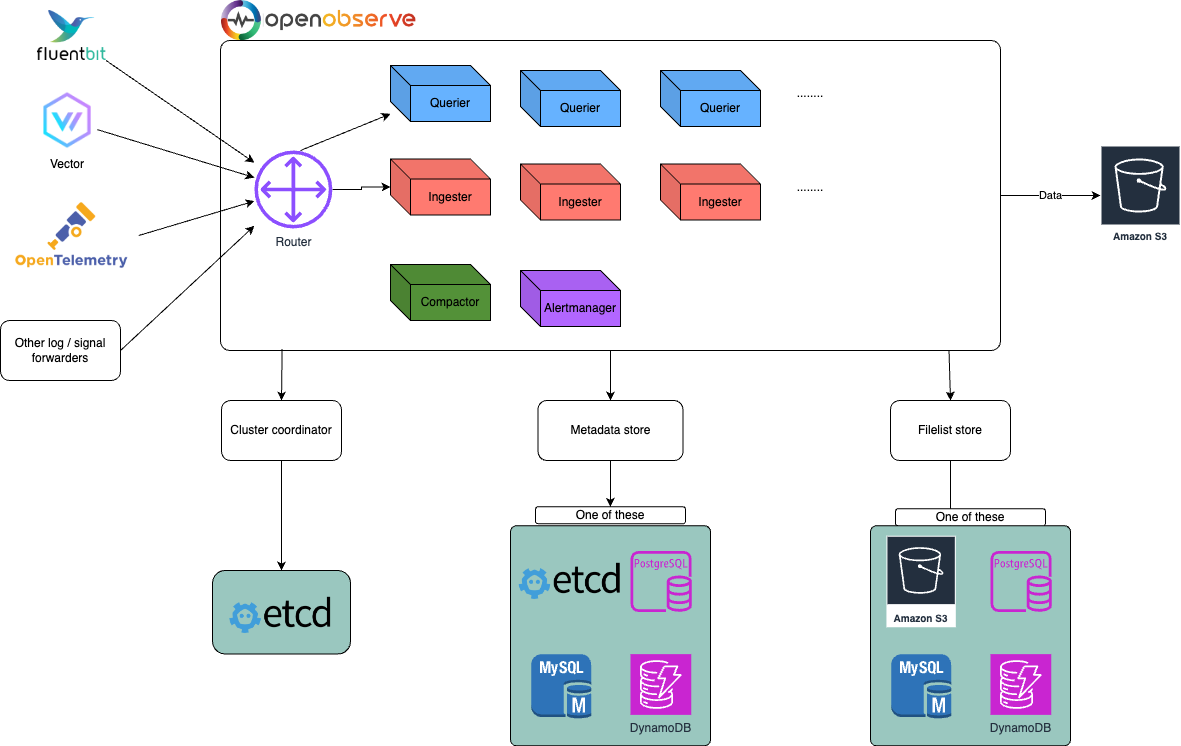 openobserve
fluentbit
Vector
OpenTelemetry
Other log / signal
forwarders
Router
Querier
Querier
Querier
........
Ingester
Ingester
Ingester
........
Compactor
Alertmanager
Data
Amazon S3
Cluster coordinator
Metadata store
Filelist store
etcd
One of these
etcd
PostgreSQL
MySQL
M
DynamoDB
One of these
Amazon S3
PostgreSQL
MySQL
M
DynamoDB